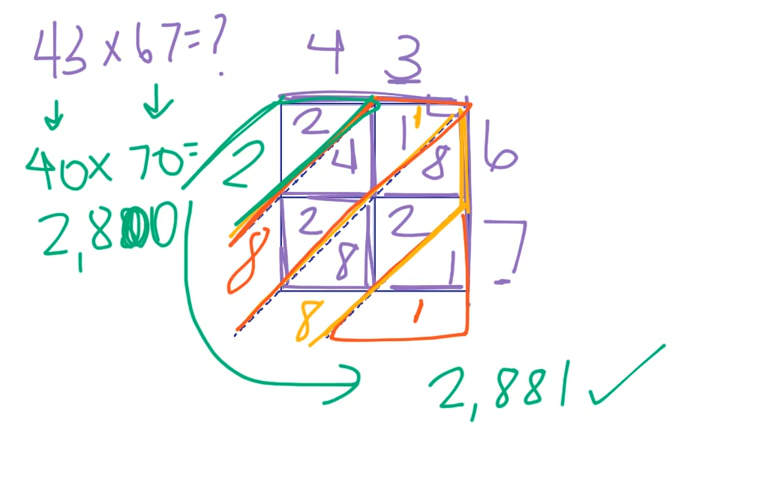 43 x 67 = ?
4 3
↓ ↓
40 x 70 =
2,800
2 4 1 1 8 6
2
2 8 2 1 7
8
8 1
2,881 ✓